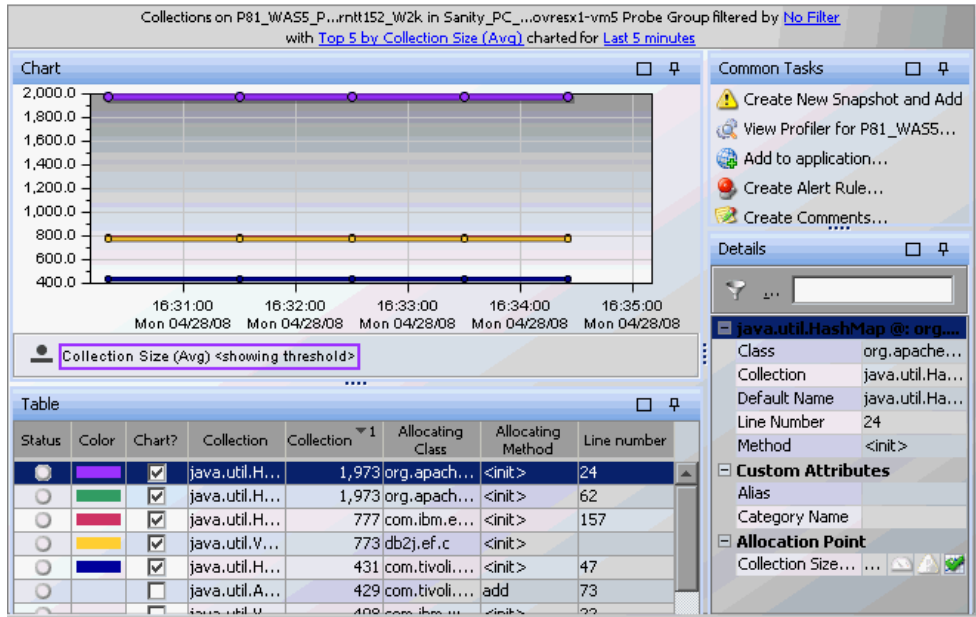 Collections on P81_WAS5_P...rntt152_W2k in Sanity_PC_...ovresx1-vm5 Probe Group filtered by No Filter
with Top 5 by Collection Size (Avg) charted for Last 5 minutes
Chart
2,000.0
1,800.0
1,600.0
1,400.0
1,200.0
1,000.0
800.0
600.0
400.0
16:31:00 16:32:00 16:33:00 16:34:00 16:35:00
Mon 04/28/08 Mon 04/28/08 Mon 04/28/08 Mon 04/28/08 Mon 04/28/08
Collection Size (Avg) <showing threshold>
Table
Status Color Chart? Collection Collection 1 Allocating Class Allocating Method Line number
java.util.H... 1,973 org.apach... <init> 24
java.util.H... 1,973 org.apach... <init> 62
java.util.H... 777 com.ibm.e... <init> 157
java.util.V... 773 db2j.ef.c <init>
java.util.H... 431 com.tivoli.... <init> 47
java.util.A... 429 com.tivoli.... add 73
Common Tasks
Create New Snapshot and Add
View Profiler for P81_WAS5...
Add to application...
Create Alert Rule...
Create Comments...
Details
...
java.util.HashMap @: org....
Class org.apache...
Collection java.util.Ha...
Default Name java.util.Ha...
Line Number 24
Method <init>
Custom Attributes
Alias
Category Name
Allocation Point
Collection Size... ...